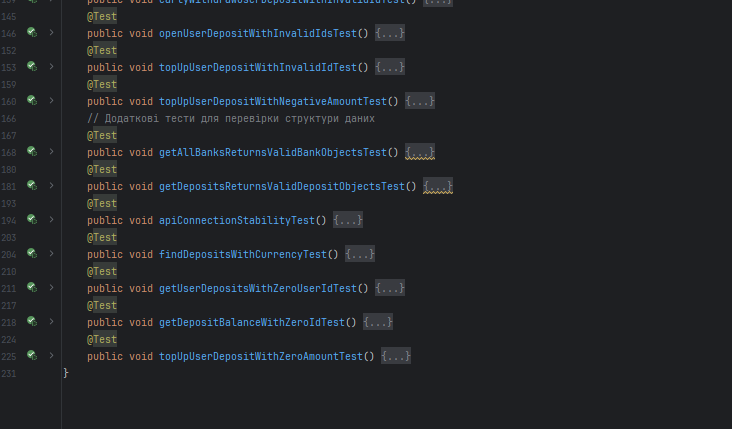 public void earlyWithdrawUserDepositWithInvalidIdTest() {...}
145 @Test
146 public void openUserDepositWithInvalidIdsTest() {...}
152 @Test
153 public void topUpUserDepositWithInvalidIdTest() {...}
159 @Test
160 public void topUpUserDepositWithNegativeAmountTest() {...}
166 // Додаткові тести для перевірки структури даних
167 @Test
168 public void getAllBanksReturnsValidBankObjectsTest() {...}
180 @Test
181 public void getDepositsReturnsValidDepositObjectsTest() {...}
193 @Test
194 public void apiConnectionStabilityTest() {...}
203 @Test
204 public void findDepositsWithCurrencyTest() {...}
210 @Test
211 public void getUserDepositsWithZeroUserIdTest() {...}
217 @Test
218 public void getDepositBalanceWithZeroIdTest() {...}
224 @Test
225 public void topUpUserDepositWithZeroAmountTest() {...}
231 }